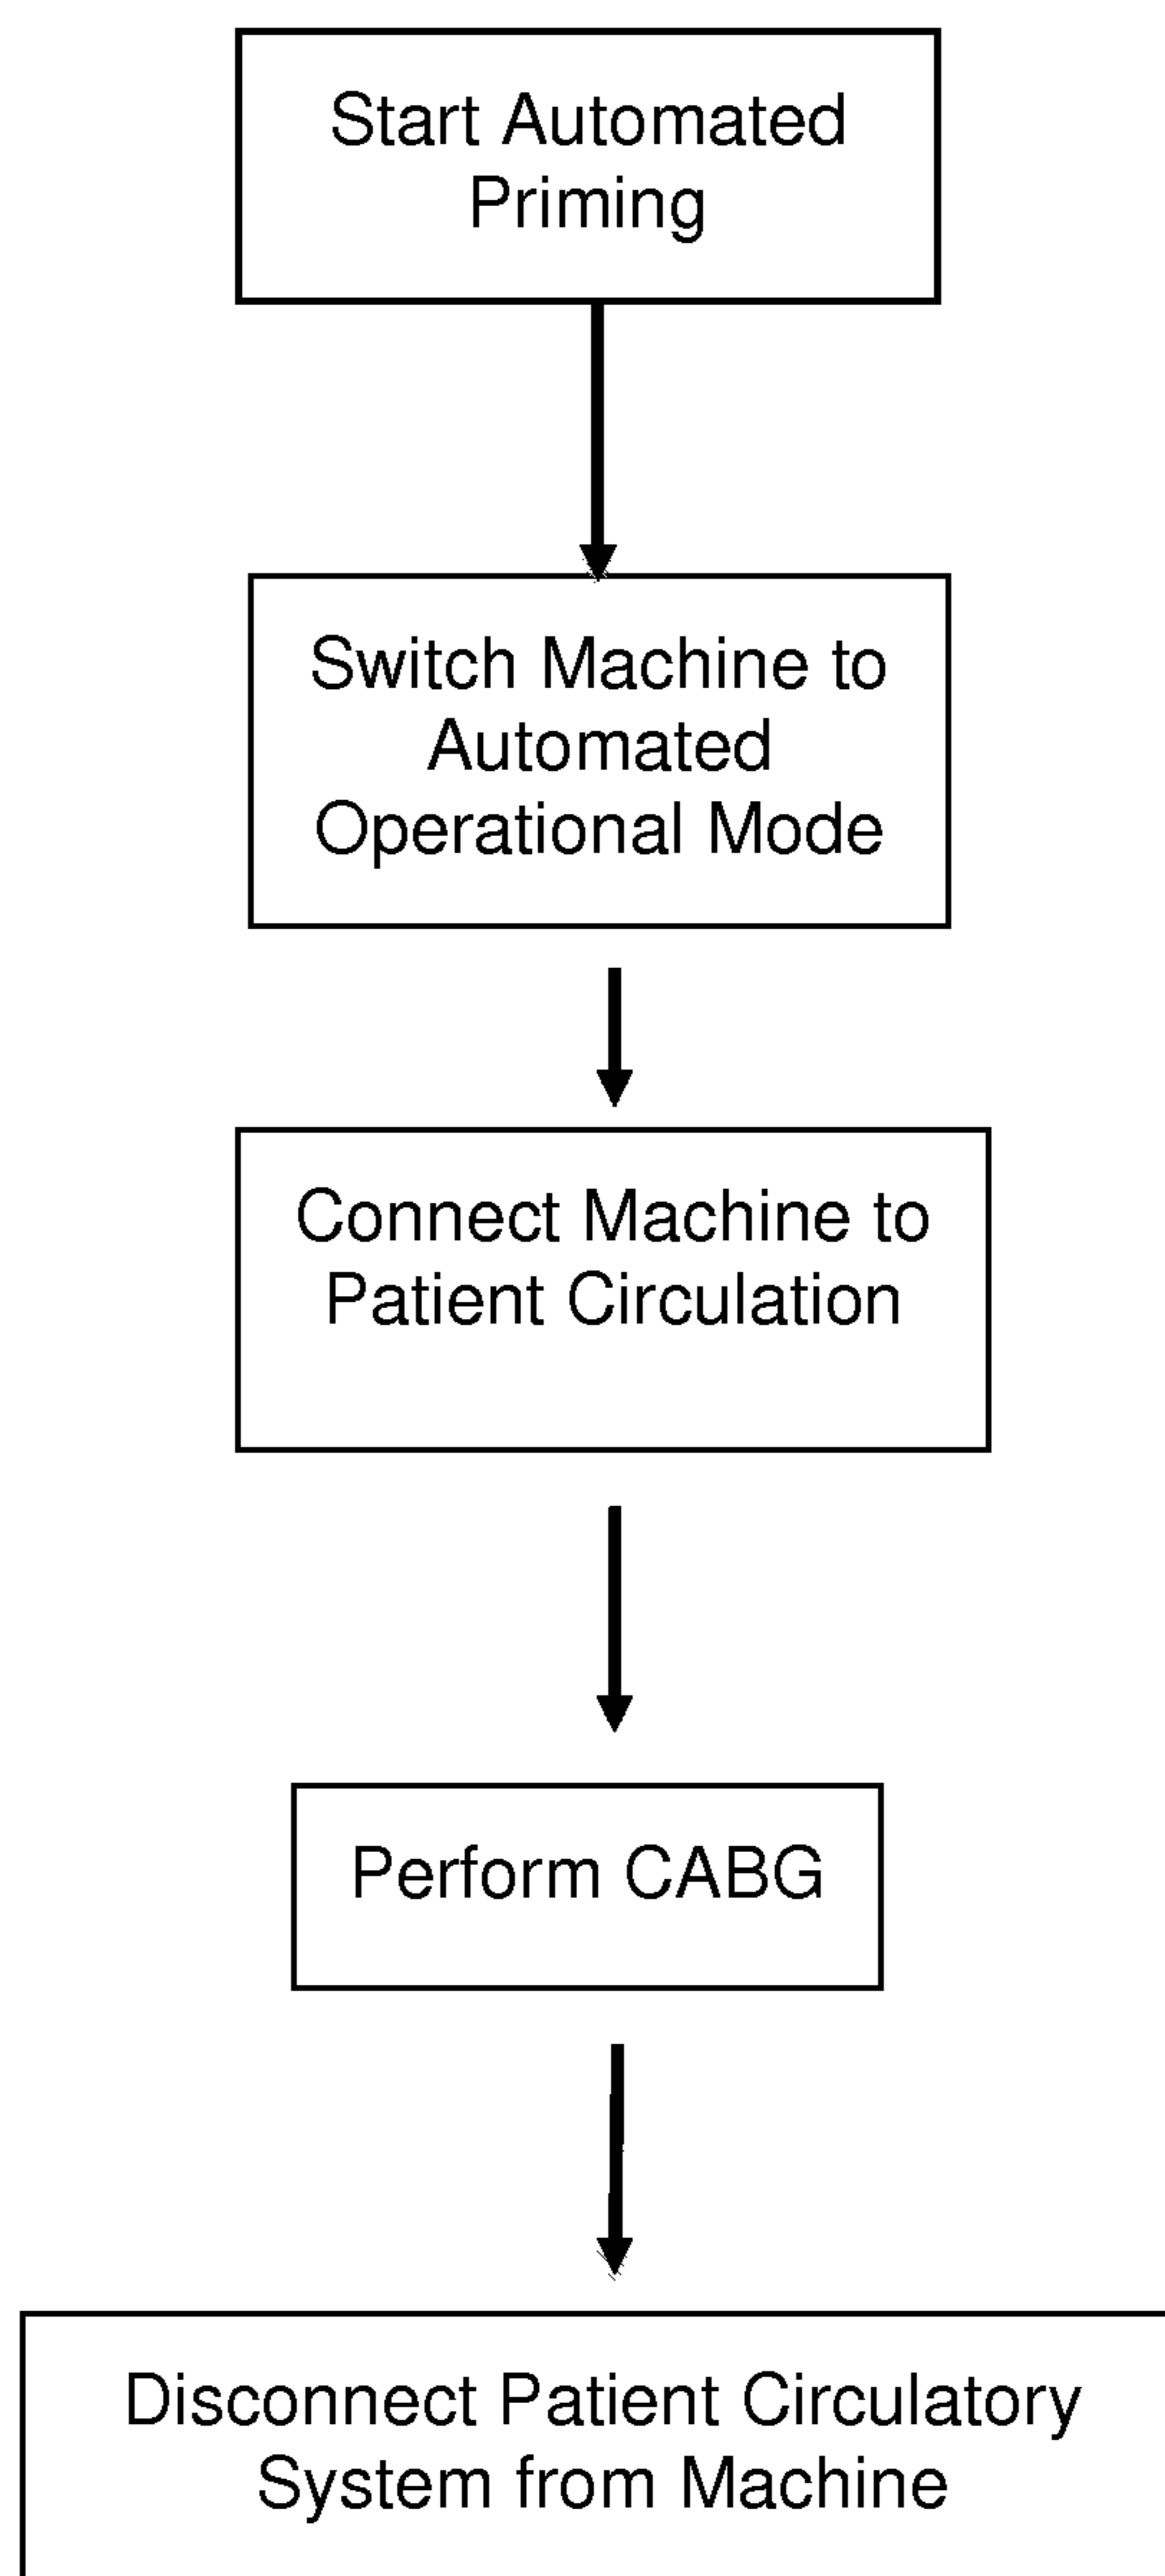 Start Automated
Priming
Switch Machine to
Automated
Operational Mode
Connect Machine to
Patient Circulation
Perform CABG
Disconnect Patient Circulatory
System from Machine